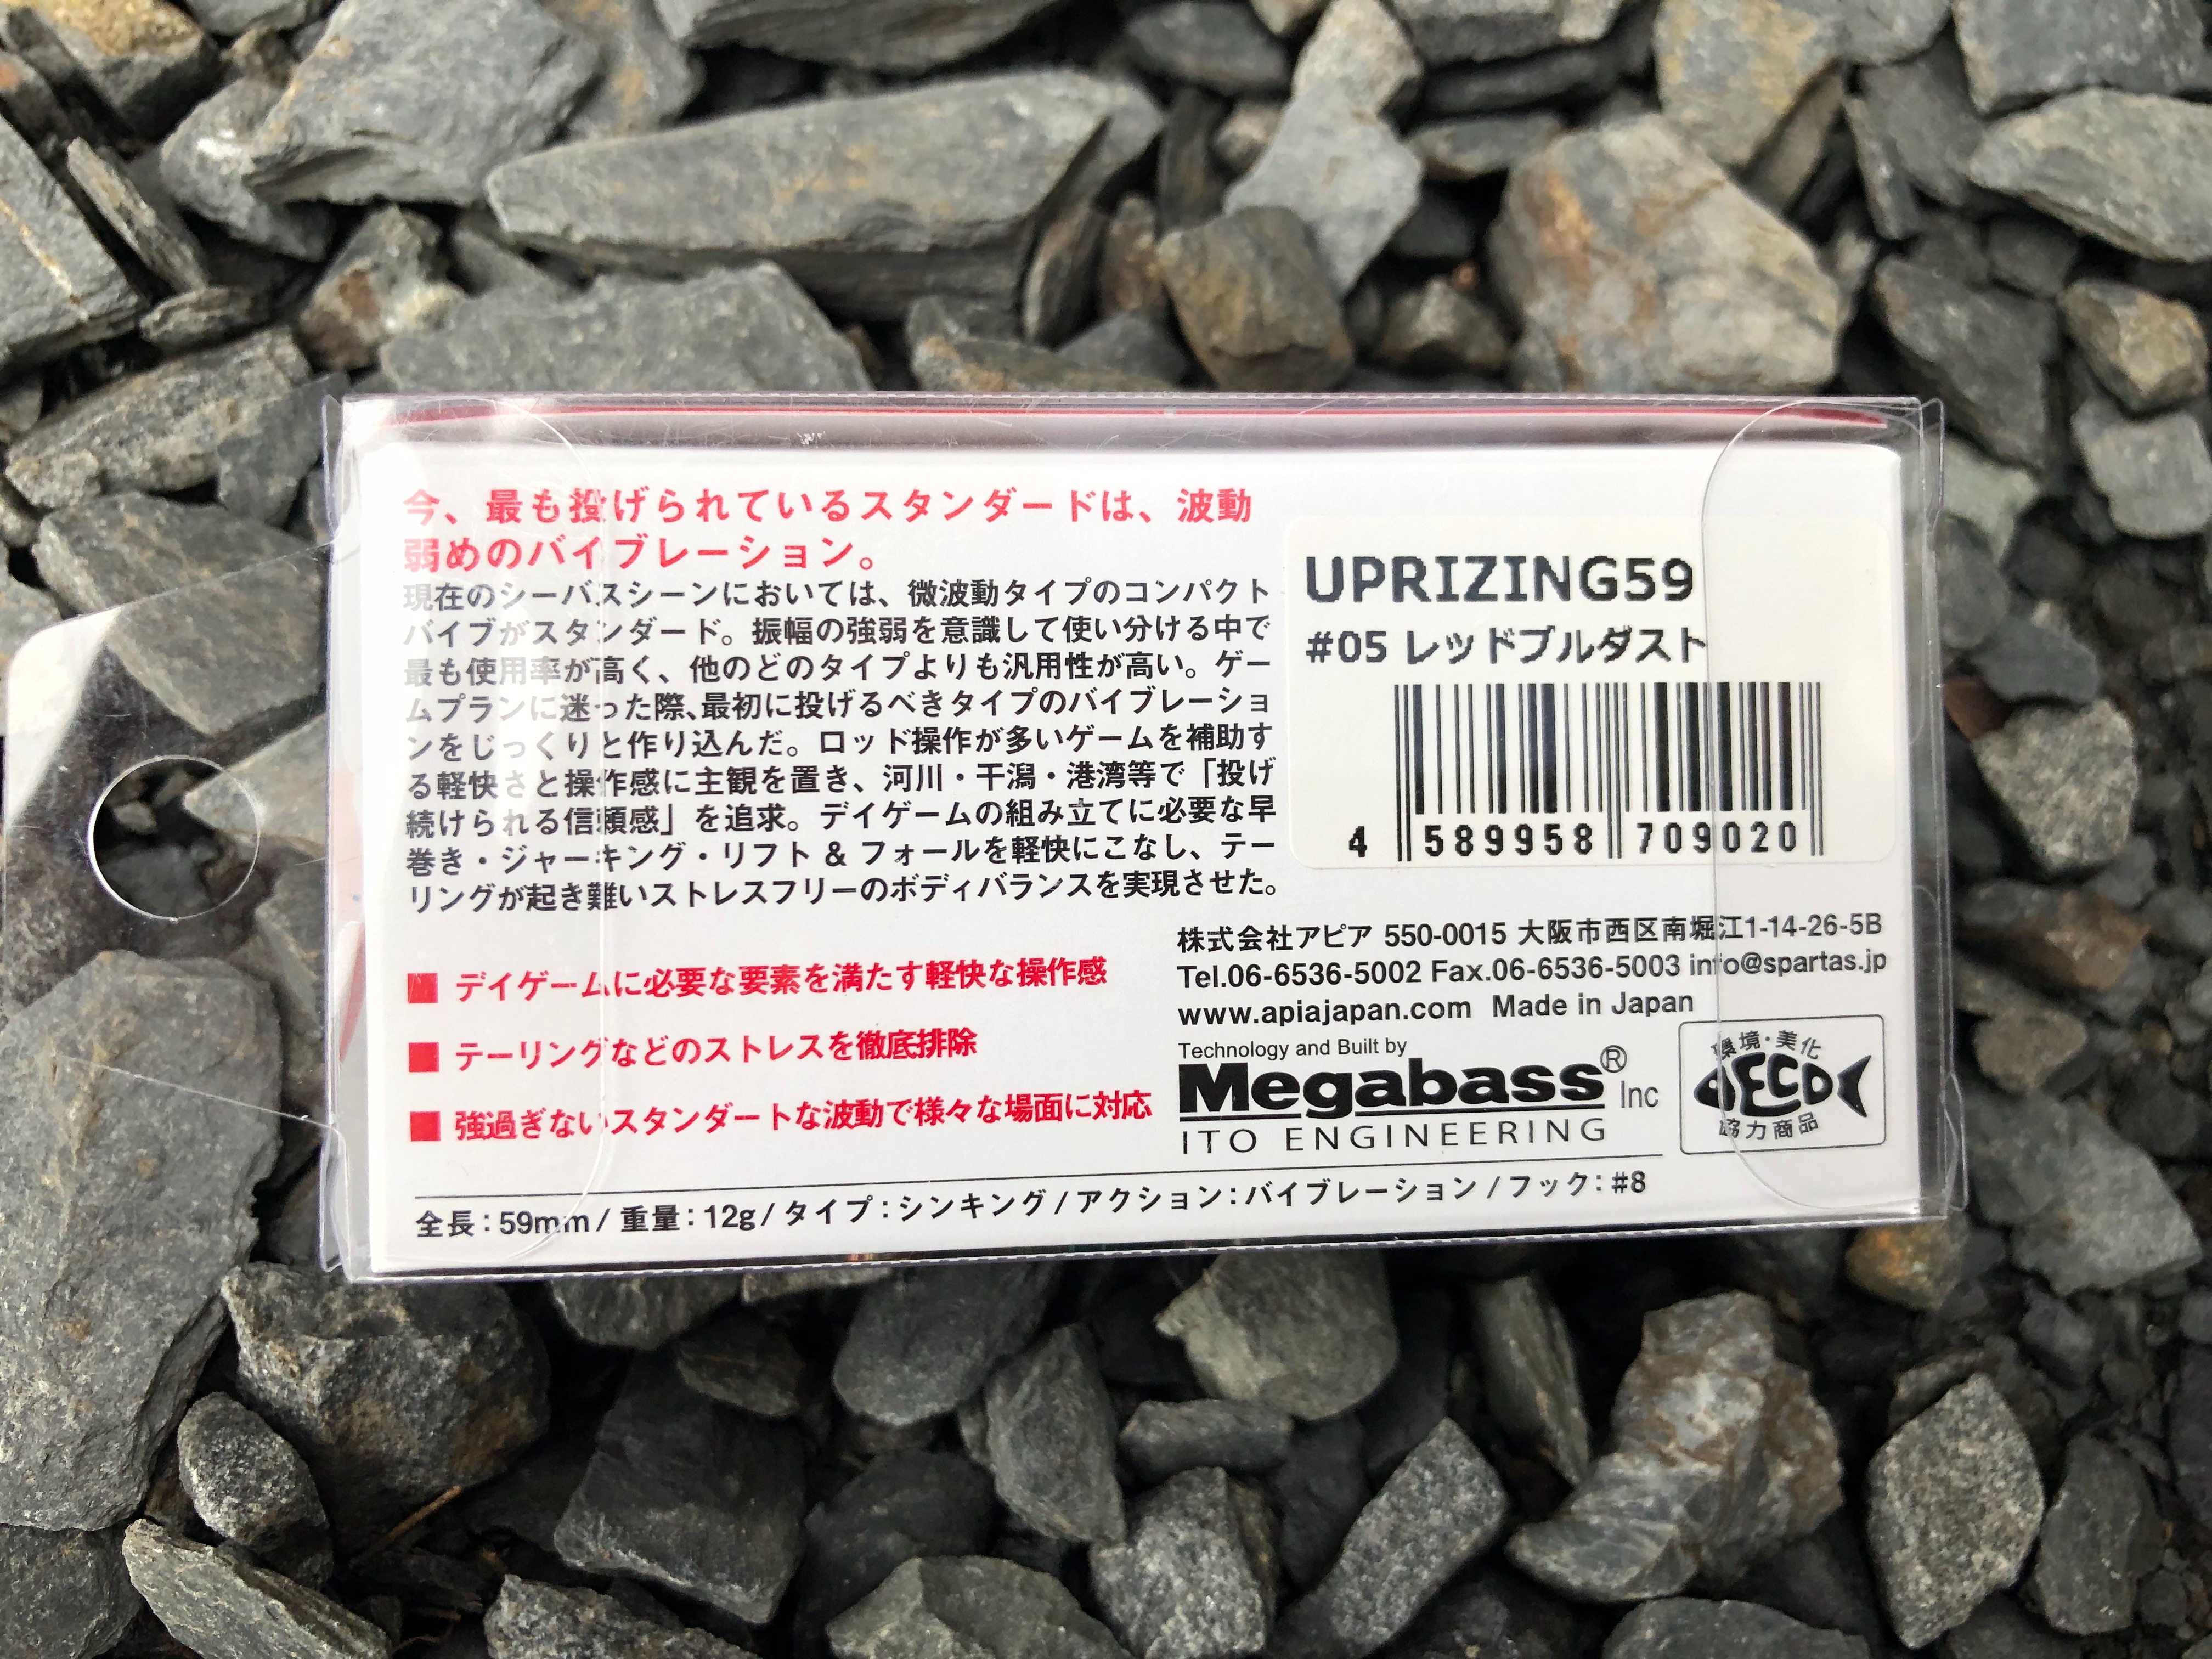 今、最も投げられているスタンダードは、波動
弱めのバイブレーション。
現在のシーバスシーンにおいては、微波動タイプのコンパクト
バイブがスタンダード。振幅の強弱を意識して使い分ける中で
最も使用率が高く、他のどのタイプよりも汎用性が高い。ゲー
ムプランに迷った際、最初に投げるべきタイプのバイブレーショ
ンをじっくりと作り込んだ。ロッド操作が多いゲームを補助す
る軽快さと操作感に主観を置き、河川・干潟・港湾等で「投げ
続けられる信頼感」を追求。デイゲームの組み立てに必要な早
巻き・ジャーキング・リフト & フォールを軽快にこなし、テー
リングが起き難いストレスフリーのボディバランスを実現させた。
■ デイゲームに必要な要素を満たす軽快な操作感
■ テーリングなどのストレスを徹底排除
■ 強過ぎないスタンダートな波動で様々な場面に対応
UPRIZING59
#05 レッドブルダスト
4 589958 709020
株式会社アピア 550-0015 大阪市西区南堀江1-14-26-5B
Tel.06-6536-5002 Fax.06-6536-5003 info@spartas.jp
www.apiajapan.com Made in Japan
Technology and Built by
Megabass® Inc
ITO ENGINEERING
環境・美化
ECO
協力商品
全長：59mm / 重量：12g / タイプ：シンキング / アクション：バイブレーション / フック：#8